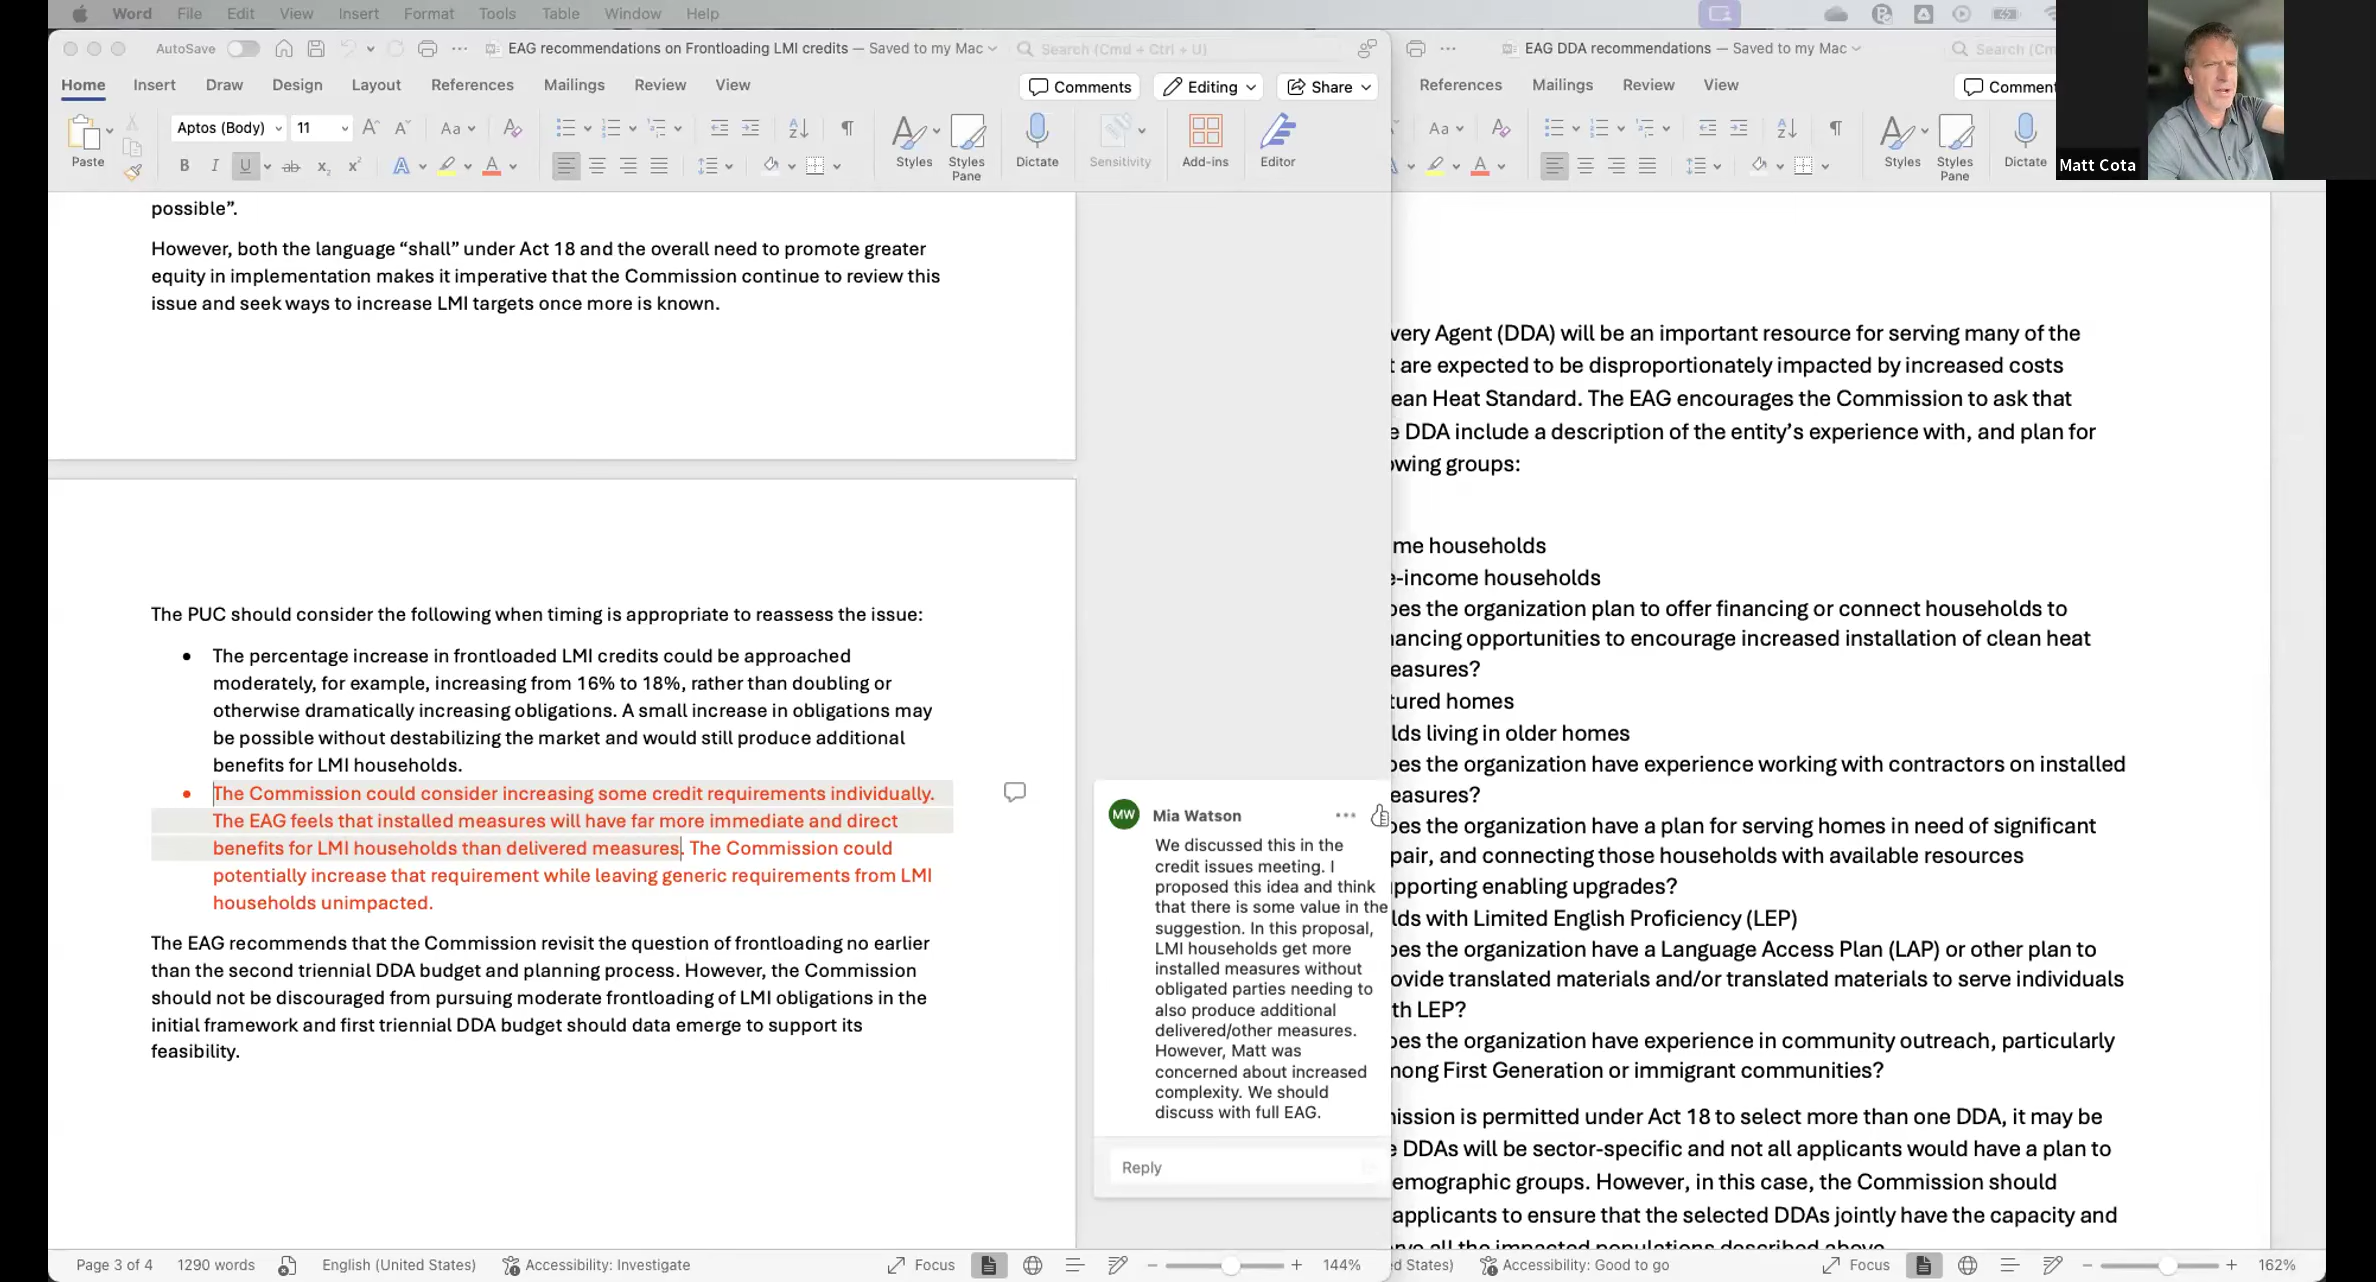 Word File Edit View Insert Format Tools Table Window Help
AutoSave EAG recommendations on Frontloading LMI credits — Saved to my Mac Search (Cmd + Ctrl + U)
Home Insert Draw Design Layout References Mailings Review View Comments Editing Share
Aptos (Body) 11
Paste Styles Styles Pane Dictate Sensitivity Add-ins Editor
possible”.
However, both the language “shall” under Act 18 and the overall need to promote greater
equity in implementation makes it imperative that the Commission continue to review this
issue and seek ways to increase LMI targets once more is known.
The PUC should consider the following when timing is appropriate to reassess the issue:
• The percentage increase in frontloaded LMI credits could be approached
moderately, for example, increasing from 16% to 18%, rather than doubling or
otherwise dramatically increasing obligations. A small increase in obligations may
be possible without destabilizing the market and would still produce additional
benefits for LMI households.
• The Commission could consider increasing some credit requirements individually.
The EAG feels that installed measures will have far more immediate and direct
benefits for LMI households than delivered measures. The Commission could
potentially increase that requirement while leaving generic requirements from LMI
households unimpacted.
The EAG recommends that the Commission revisit the question of frontloading no earlier
than the second triennial DDA budget and planning process. However, the Commission
should not be discouraged from pursuing moderate frontloading of LMI obligations in the
initial framework and first triennial DDA budget should data emerge to support its
feasibility.
MW Mia Watson
We discussed this in the
credit issues meeting. I
proposed this idea and think
that there is some value in the
suggestion. In this proposal,
LMI households get more
installed measures without
obligated parties needing to
also produce additional
delivered/other measures.
However, Matt was
concerned about increased
complexity. We should
discuss with full EAG.
Reply
Page 3 of 4 1290 words English (United States) Accessibility: Investigate Focus 144%
EAG DDA recommendations — Saved to my Mac Search (Cm
References Mailings Review View Comment
Styles Styles Pane Dictate
Matt Cota
very Agent (DDA) will be an important resource for serving many of the
t are expected to be disproportionately impacted by increased costs
ean Heat Standard. The EAG encourages the Commission to ask that
e DDA include a description of the entity’s experience with, and plan for
owing groups:
me households
e-income households
oes the organization plan to offer financing or connect households to
nancing opportunities to encourage increased installation of clean heat
easures?
tured homes
lds living in older homes
oes the organization have experience working with contractors on installed
easures?
oes the organization have a plan for serving homes in need of significant
pair, and connecting those households with available resources
pporting enabling upgrades?
lds with Limited English Proficiency (LEP)
oes the organization have a Language Access Plan (LAP) or other plan to
ovide translated materials and/or translated materials to serve individuals
th LEP?
oes the organization have experience in community outreach, particularly
mong First Generation or immigrant communities?
nission is permitted under Act 18 to select more than one DDA, it may be
e DDAs will be sector-specific and not all applicants would have a plan to
emographic groups. However, in this case, the Commission should
applicants to ensure that the selected DDAs jointly have the capacity and
rve all the impacted populations described above.
d States) Accessibility: Good to go Focus 162%